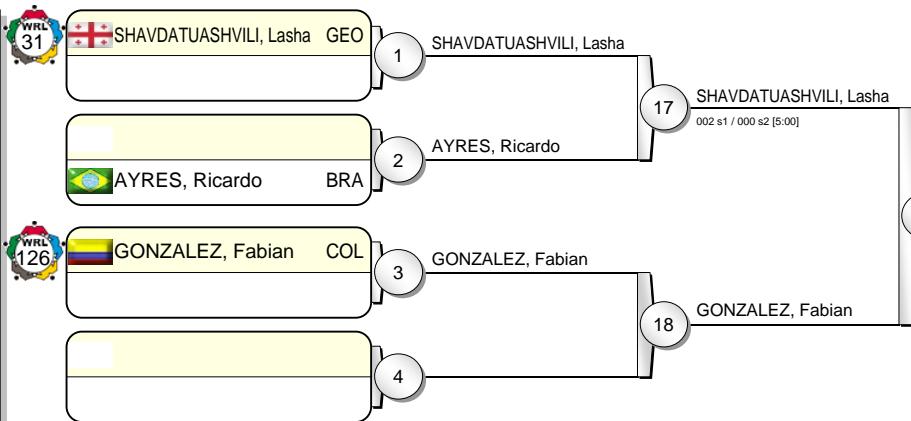 WRL
31
SHAVDATUASHVILI, Lasha GEO
1
SHAVDATUASHVILI, Lasha
AYRES, Ricardo BRA
2
AYRES, Ricardo
17
SHAVDATUASHVILI, Lasha
002 s1 / 000 s2 [5:00]
WRL
126
GONZALEZ, Fabian COL
3
GONZALEZ, Fabian
4
18
GONZALEZ, Fabian